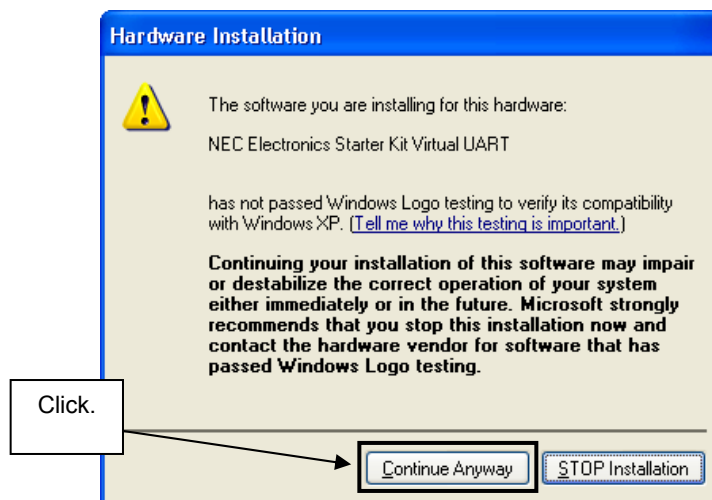 Hardware Installation
The software you are installing for this hardware:
NEC Electronics Starter Kit Virtual UART
has not passed Windows Logo testing to verify its compatibility
with Windows XP. (Tell me why this testing is important.)
Continuing your installation of this software may impair
or destabilize the correct operation of your system
either immediately or in the future. Microsoft strongly
recommends that you stop this installation now and
contact the hardware vendor for software that has
passed Windows Logo testing.
Click.
Continue Anyway
STOP Installation